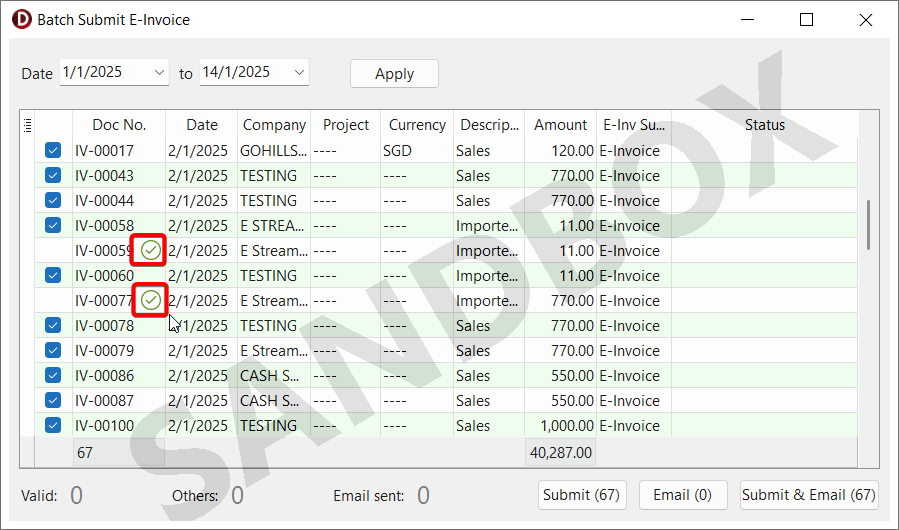 Batch Submit E-Invoice
Date 1/1/2025 to 14/1/2025 Apply
Doc No. Date Company Project Currency Descrip... Amount E-Inv Su... Status
IV-00017 2/1/2025 GOHILLS... ---- SGD Sales 120.00 E-Invoice
IV-00043 2/1/2025 TESTING ---- ---- Sales 770.00 E-Invoice
IV-00044 2/1/2025 TESTING ---- ---- Sales 770.00 E-Invoice
IV-00058 2/1/2025 E STREA... ---- ---- Importe... 11.00 E-Invoice
IV-00059 2/1/2025 E Stream... ---- ---- Importe... 11.00 E-Invoice
IV-00060 2/1/2025 TESTING ---- ---- Importe... 11.00 E-Invoice
IV-00077 2/1/2025 E Stream... ---- ---- Importe... 770.00 E-Invoice
IV-00078 2/1/2025 TESTING ---- ---- Sales 770.00 E-Invoice
IV-00079 2/1/2025 E Stream... ---- ---- Sales 770.00 E-Invoice
IV-00086 2/1/2025 CASH S... ---- ---- Sales 550.00 E-Invoice
IV-00087 2/1/2025 CASH S... ---- ---- Sales 550.00 E-Invoice
IV-00100 2/1/2025 TESTING ---- ---- Sales 1,000.00 E-Invoice
67 40,287.00
Valid: 0 Others: 0 Email sent: 0 Submit (67) Email (0) Submit & Email (67)
SANDBOX